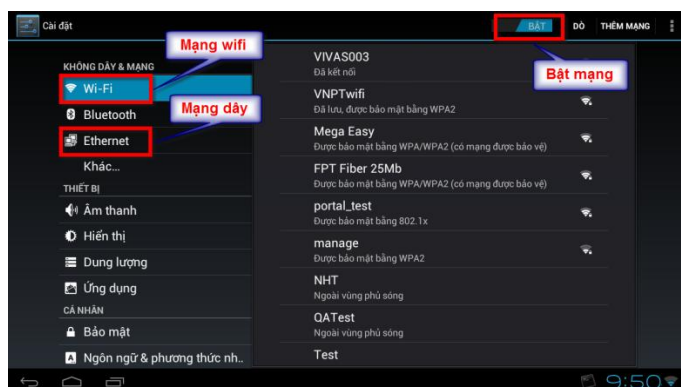 Cài đặt
BẬT
DÒ
THÊM MẠNG
Mạng wifi
Bật mạng
Mạng dây
KHÔNG DÂY & MẠNG
Wi-Fi
Bluetooth
Ethernet
Khác...
THIẾT BỊ
Âm thanh
Hiển thị
Dung lượng
Ứng dụng
CÁ NHÂN
Bảo mật
Ngôn ngữ & phương thức nh..
VIVAS003
Đã kết nối
VNPTwifi
Đã lưu, được bảo mật bằng WPA2
Mega Easy
Được bảo mật bằng WPA/WPA2 (có mạng được bảo vệ)
FPT Fiber 25Mb
Được bảo mật bằng WPA/WPA2 (có mạng được bảo vệ)
portal_test
Được bảo mật bằng 802.1x
manage
Được bảo mật bằng WPA2
NHT
Ngoài vùng phủ sóng
QATest
Ngoài vùng phủ sóng
Test
9:50